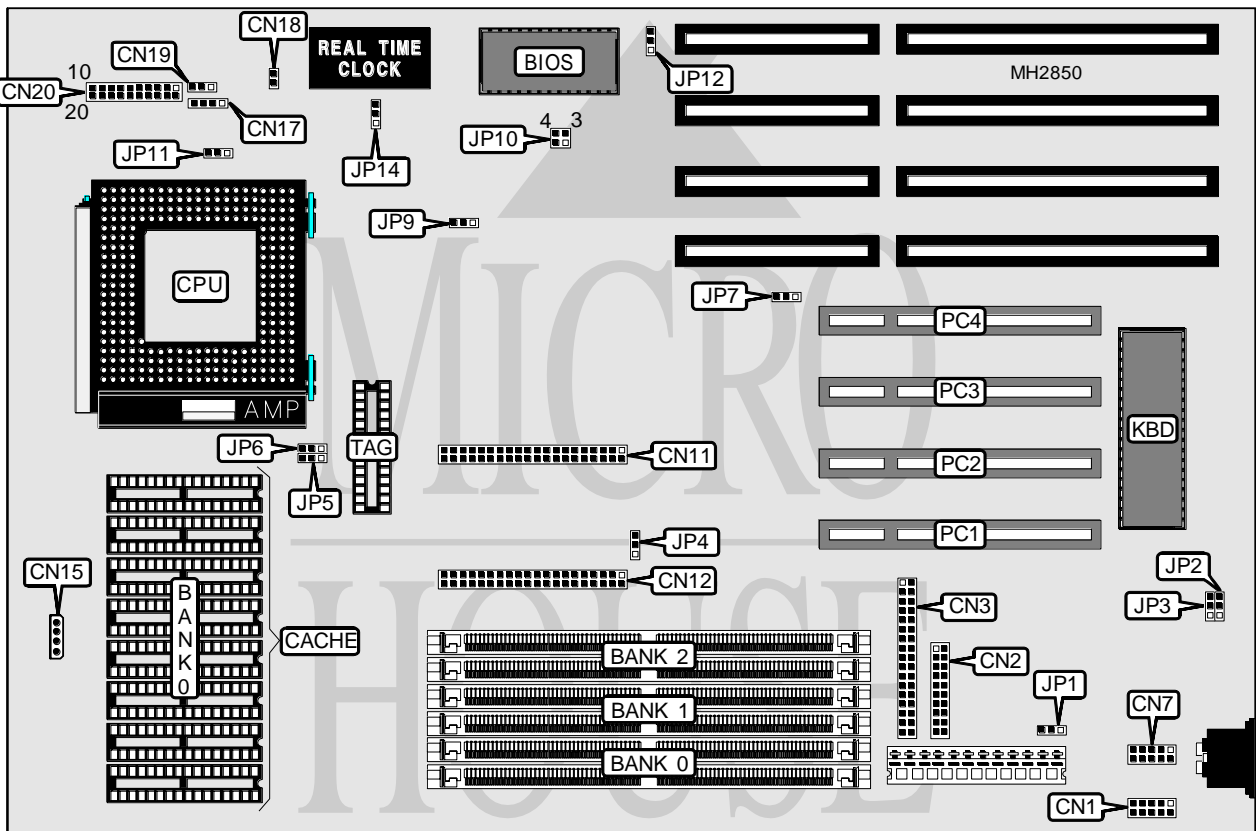 CN18
REAL TIME
CLOCK
BIOS
CN19
10
CN20
20
CN17
JP12
MH2850
JP11
JP14
4 3
JP10
JP9
CPU
JP7
PC4
AMP
PC3
KBD
JP6
TAG
CN11
PC2
JP5
JP4
PC1
CN15
CN12
JP2
BANK0
CN3
JP3
CACHE
BANK 2
CN2
BANK 1
JP1
CN7
BANK 0
CN1
MICRO
HOUSE